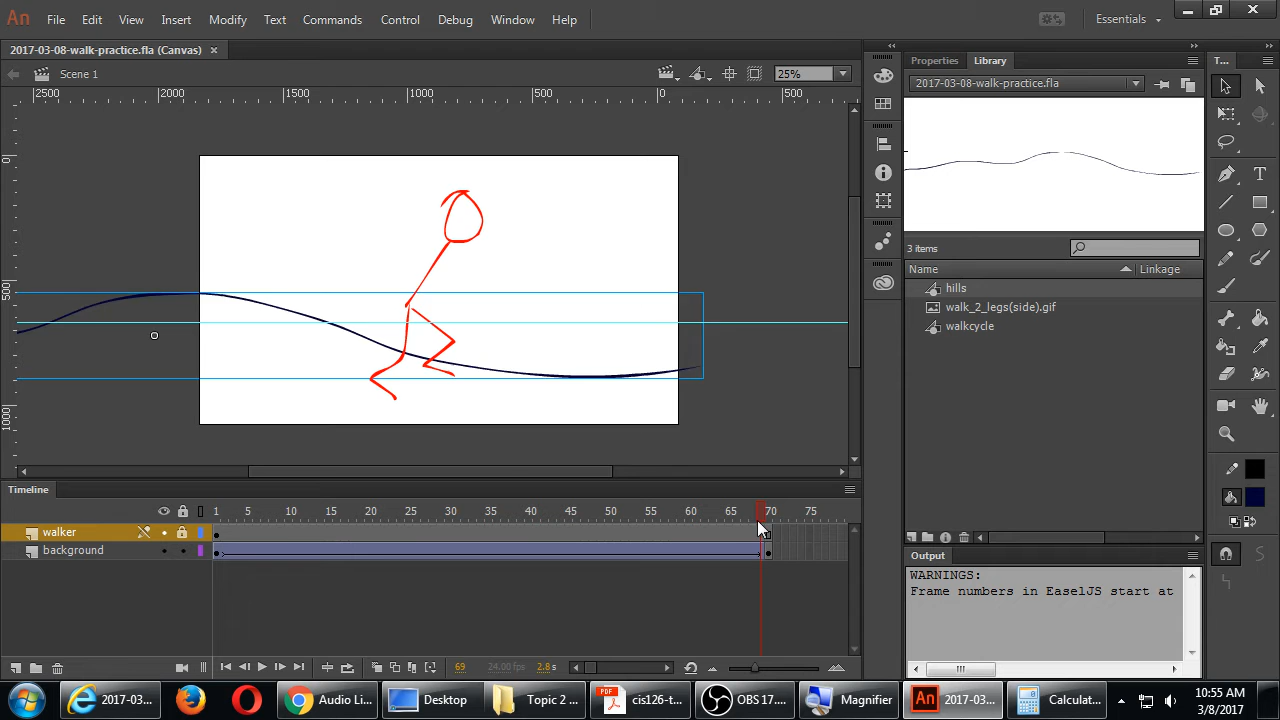 An File Edit View Insert Modify Text Commands Control Debug Window Help Essentials
2017-03-08-walk-practice.fla (Canvas) ×
Scene 1 25%
2500 2000 1500 1000 500 0 500
0
500
1000
Properties Library
2017-03-08-walk-practice.fla
3 items
Name Linkage
hills
walk_2_legs(side).gif
walkcycle
T...
T
Timeline
1 5 10 15 20 25 30 35 40 45 50 55 60 65 70 75
walker
background
69 24.00 fps 2.8 s
Output
WARNINGS:
Frame numbers in EaselJS start at
2017-03... Audio Li... Desktop Topic 2 ... PDF cis126-t... OBS 17.... Magnifier An 2017-03... Calculat...
10:55 AM
3/8/2017